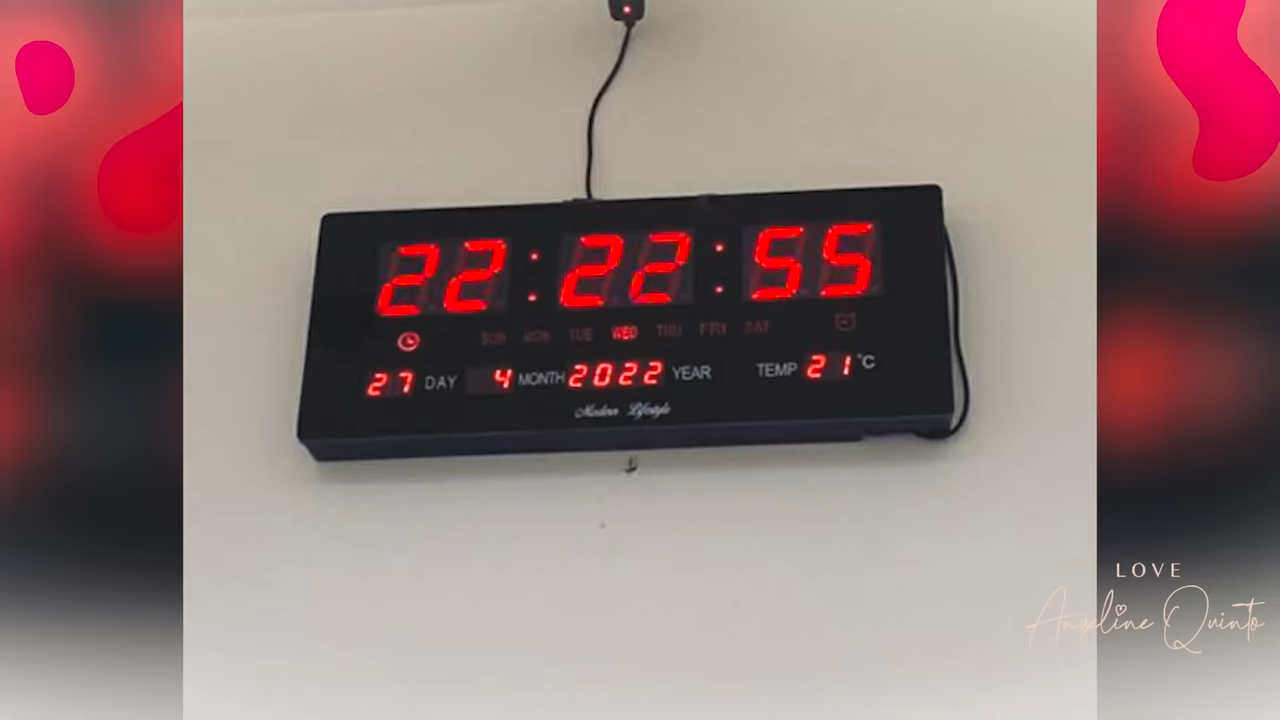 22:22:55
SUN MON TUE WED THU FRI SAT
27 DAY 4 MONTH 2022 YEAR TEMP 21°C
Modern Lifestyle
LOVE
Angeline Quinto